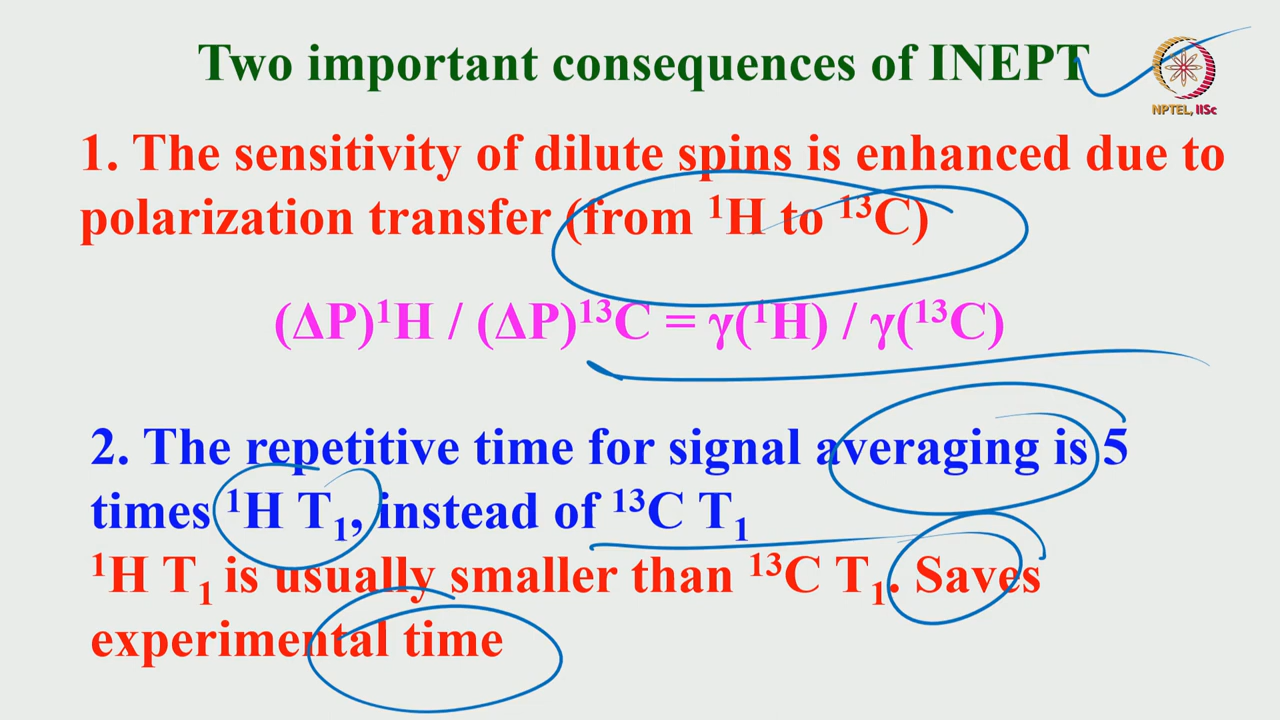 Two important consequences of INEPT
NPTEL, IISc
1. The sensitivity of dilute spins is enhanced due to
polarization transfer (from ¹H to ¹³C)
(ΔP)¹H / (ΔP)¹³C = γ(¹H) / γ(¹³C)
2. The repetitive time for signal averaging is 5
times ¹H T₁, instead of ¹³C T₁
¹H T₁ is usually smaller than ¹³C T₁. Saves
experimental time